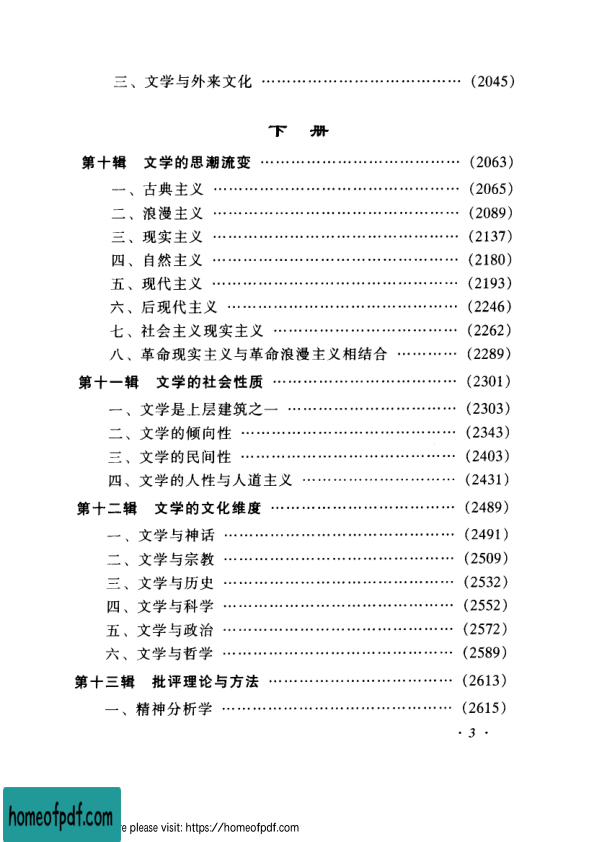 三、文学与外来文化 ………………………………… (2045)
下 册
第十辑 文学的思潮流变 ………………………………… (2063)
一、古典主义 ………………………………………… (2065)
二、浪漫主义 ………………………………………… (2089)
三、现实主义 ………………………………………… (2137)
四、自然主义 ………………………………………… (2180)
五、现代主义 ………………………………………… (2193)
六、后现代主义 ……………………………………… (2246)
七、社会主义现实主义 ……………………………… (2262)
八、革命现实主义与革命浪漫主义相结合 ………… (2289)
第十一辑 文学的社会性质 ……………………………… (2301)
一、文学是上层建筑之一 …………………………… (2303)
二、文学的倾向性 …………………………………… (2343)
三、文学的民间性 …………………………………… (2403)
四、文学的人性与人道主义 ………………………… (2431)
第十二辑 文学的文化维度 ……………………………… (2489)
一、文学与神话 ……………………………………… (2491)
二、文学与宗教 ……………………………………… (2509)
三、文学与历史 ……………………………………… (2532)
四、文学与科学 ……………………………………… (2552)
五、文学与政治 ……………………………………… (2572)
六、文学与哲学 ……………………………………… (2589)
第十三辑 批评理论与方法 ……………………………… (2613)
一、精神分析学 ……………………………………… (2615)
· 3 ·
homeofpdf.com
please visit: https://homeofpdf.com